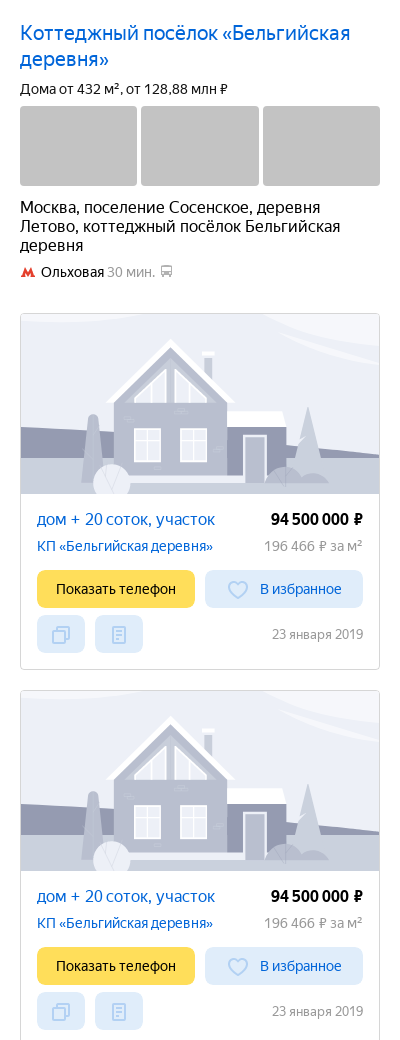 Коттеджный посёлок «Бельгийская
деревня»
Дома от 432 м², от 128,88 млн ₽
Москва, поселение Сосенское, деревня
Летово, коттеджный посёлок Бельгийская
деревня
Ольховая 30 мин.
дом + 20 соток, участок 94 500 000 ₽
КП «Бельгийская деревня» 196 466 ₽ за м²
Показать телефон В избранное
23 января 2019
дом + 20 соток, участок 94 500 000 ₽
КП «Бельгийская деревня» 196 466 ₽ за м²
Показать телефон В избранное
23 января 2019